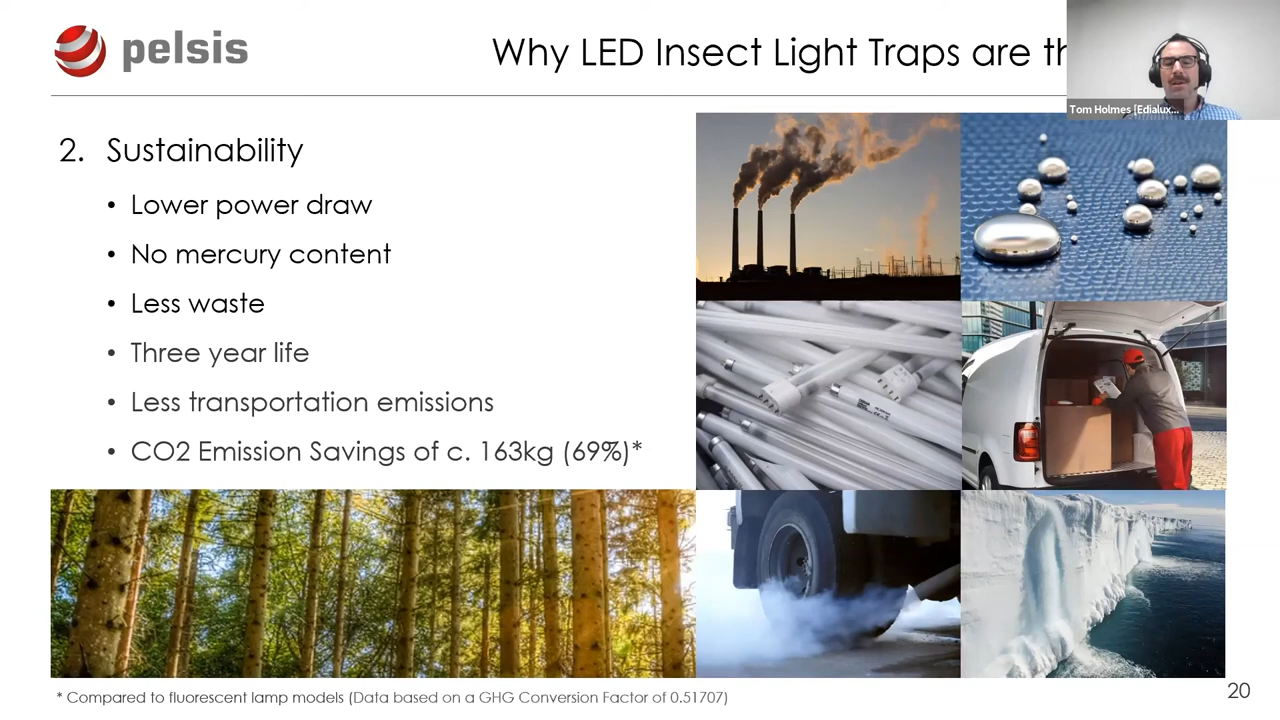 pelsis
Why LED Insect Light Traps are th
Tom Holmes [Edialux...
2. Sustainability
• Lower power draw
• No mercury content
• Less waste
• Three year life
• Less transportation emissions
• CO2 Emission Savings of c. 163kg (69%)*
* Compared to fluorescent lamp models (Data based on a GHG Conversion Factor of 0.51707)
20